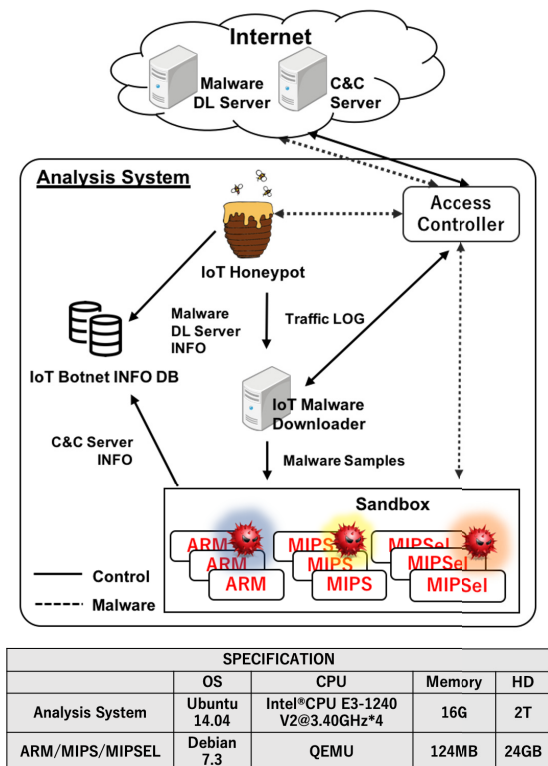 Internet
Malware
DL Server
C&C
Server
Analysis System
Access
Controller
IoT Honeypot
Malware
DL Server
INFO
Traffic LOG
IoT Botnet INFO DB
IoT Malware
Downloader
C&C Server
INFO
Malware Samples
Sandbox
ARM
ARM
ARM
MIPS
MIPS
MIPS
MIPSel
MIPSel
MIPSel
Control
Malware
SPECIFICATION
OS CPU Memory HD
Analysis System Ubuntu 14.04 Intel®CPU E3-1240 V2@3.40GHz*4 16G 2T
ARM/MIPS/MIPSEL Debian 7.3 QEMU 124MB 24GB